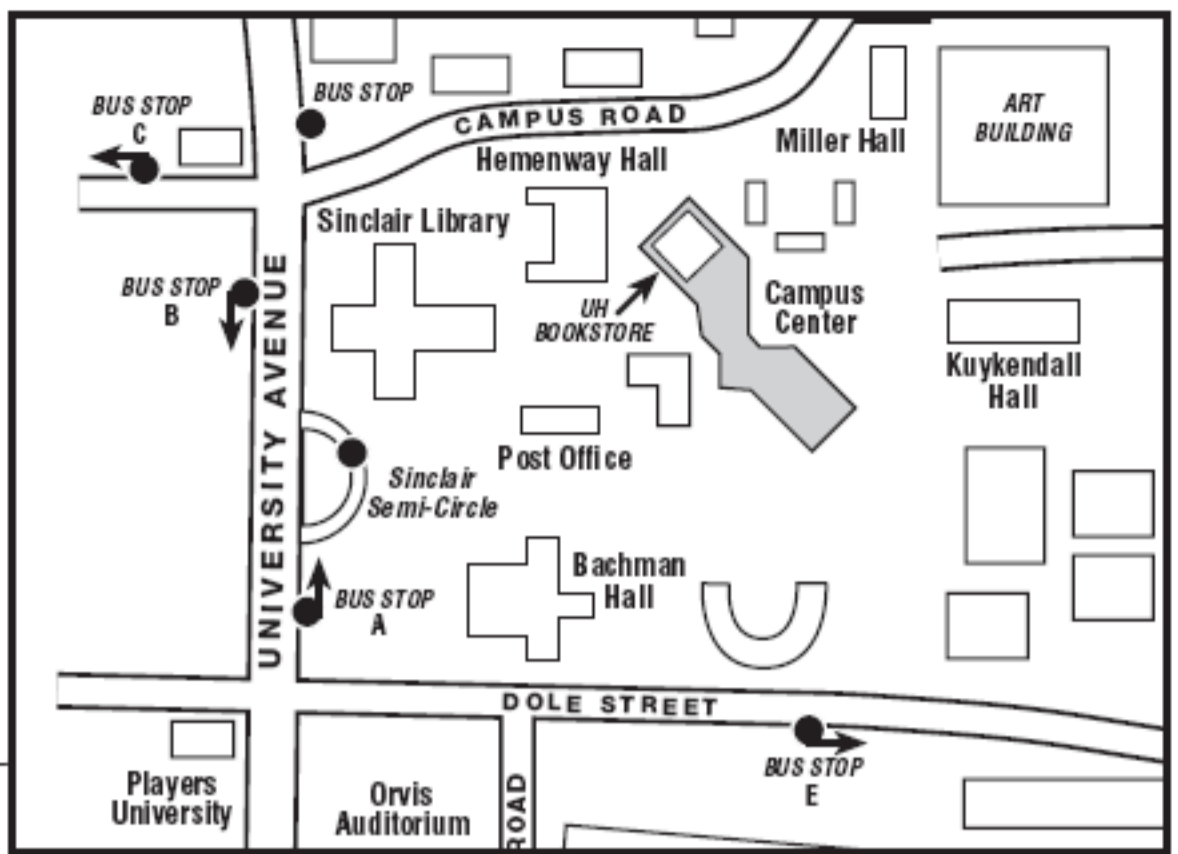 BUS STOP
C
BUS STOP
CAMPUS ROAD
Hemenway Hall
Miller Hall
ART
BUILDING
Sinclair Library
BUS STOP
B
UH
BOOKSTORE
Campus
Center
Kuykendall
Hall
UNIVERSITY AVENUE
Post Office
Sinclair
Semi-Circle
Bachman
Hall
BUS STOP
A
DOLE STREET
BUS STOP
E
Players
University
Orvis
Auditorium
ROAD